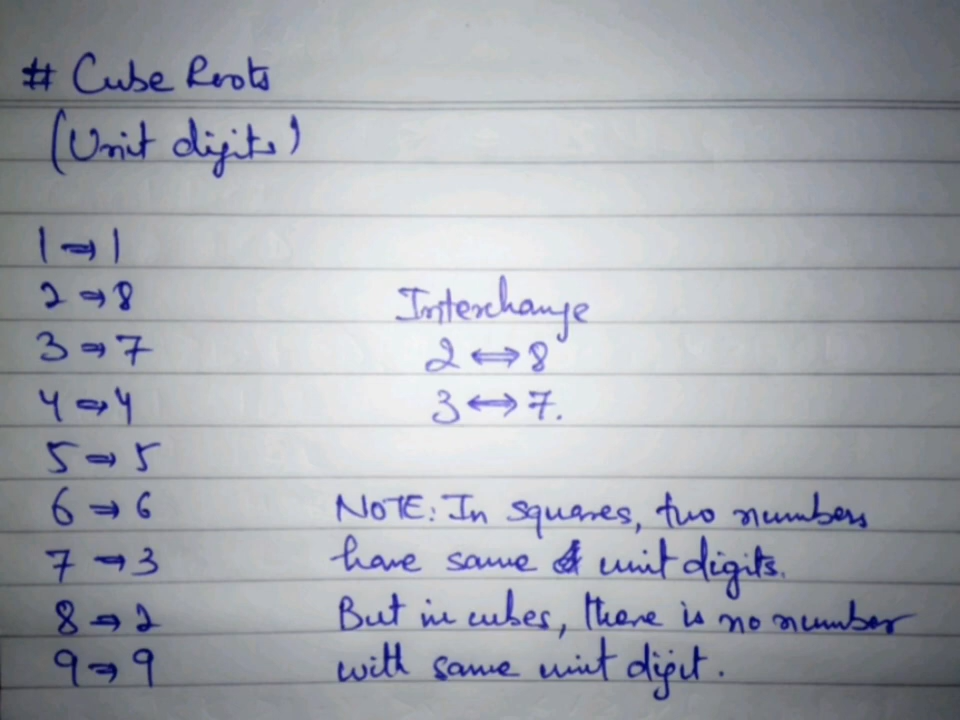 # Cube Roots
(Unit digits)
1 ⇒ 1
2 ⇒ 8
3 ⇒ 7
4 ⇒ 4
5 ⇒ 5
6 ⇒ 6
7 ⇒ 3
8 ⇒ 2
9 ⇒ 9
Interchange
2 ⇔ 8
3 ⇔ 7.
NOTE: In squares, two numbers
have same unit digits.
But in cubes, there is no number
with same unit digit.